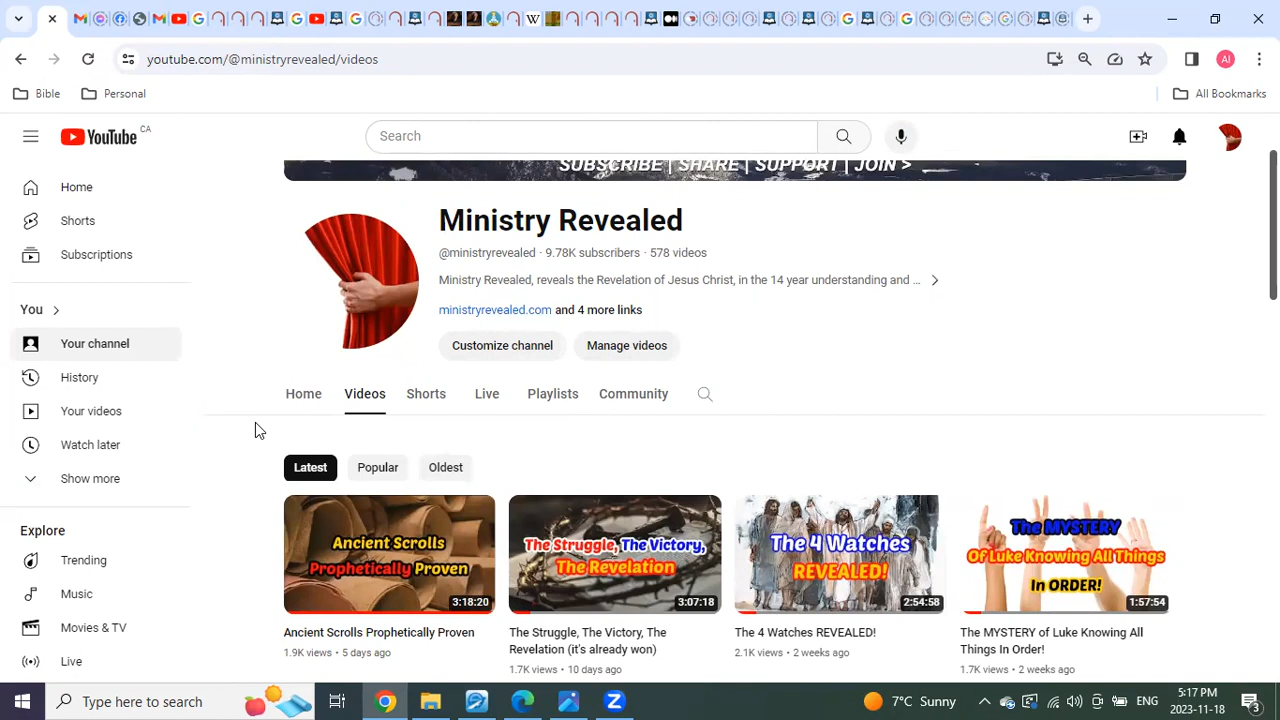 youtube.com/@ministryrevealed/videos
AI
Bible
Personal
All Bookmarks
YouTube CA
Search
SUBSCRIBE | SHARE | SUPPORT | JOIN >
Home
Shorts
Subscriptions
You
Your channel
History
Your videos
Watch later
Show more
Explore
Trending
Music
Movies & TV
Live
Ministry Revealed
@ministryrevealed · 9.78K subscribers · 578 videos
Ministry Revealed, reveals the Revelation of Jesus Christ, in the 14 year understanding and ...
ministryrevealed.com and 4 more links
Customize channel Manage videos
Home Videos Shorts Live Playlists Community
Latest Popular Oldest
Ancient Scrolls
Prophetically Proven
3:18:20
Ancient Scrolls Prophetically Proven
1.9K views · 5 days ago
The Struggle, The Victory,
The Revelation
3:07:18
The Struggle, The Victory, The
Revelation (it's already won)
1.7K views · 10 days ago
The 4 Watches
REVEALED!
2:54:58
The 4 Watches REVEALED!
2.1K views · 2 weeks ago
The MYSTERY
Of Luke Knowing All Things
In ORDER!
1:57:54
The MYSTERY of Luke Knowing All
Things In Order!
1.7K views · 2 weeks ago
Type here to search
7°C Sunny
ENG
5:17 PM
2023-11-18
3